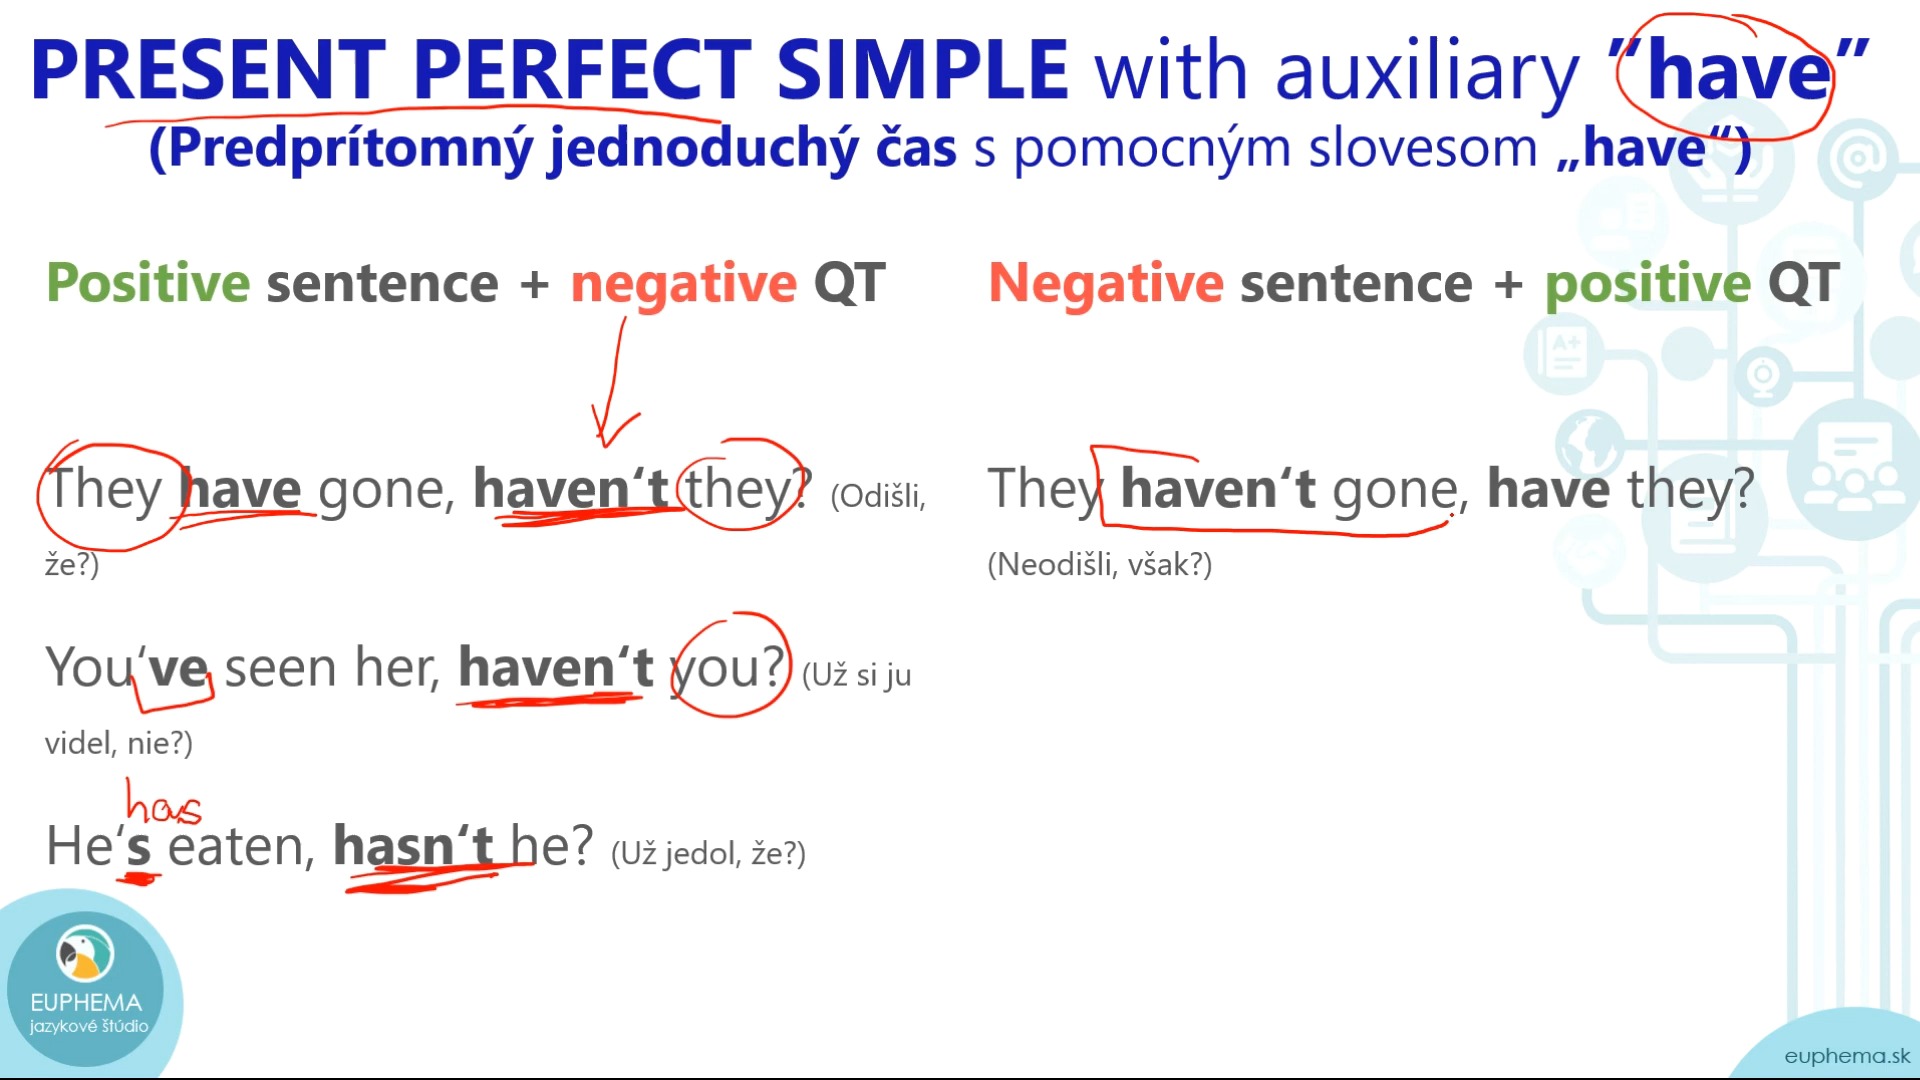 PRESENT PERFECT SIMPLE with auxiliary ”have”
(Predprítomný jednoduchý čas s pomocným slovesom „have“)
Positive sentence + negative QT
They have gone, haven‘t they? (Odišli,
že?)
You‘ve seen her, haven‘t you? (Už si ju
videl, nie?)
has
He‘s eaten, hasn‘t he? (Už jedol, že?)
Negative sentence + positive QT
They haven‘t gone, have they?
(Neodišli, však?)
A+
@
EUPHEMA
jazykové štúdio
euphema.sk